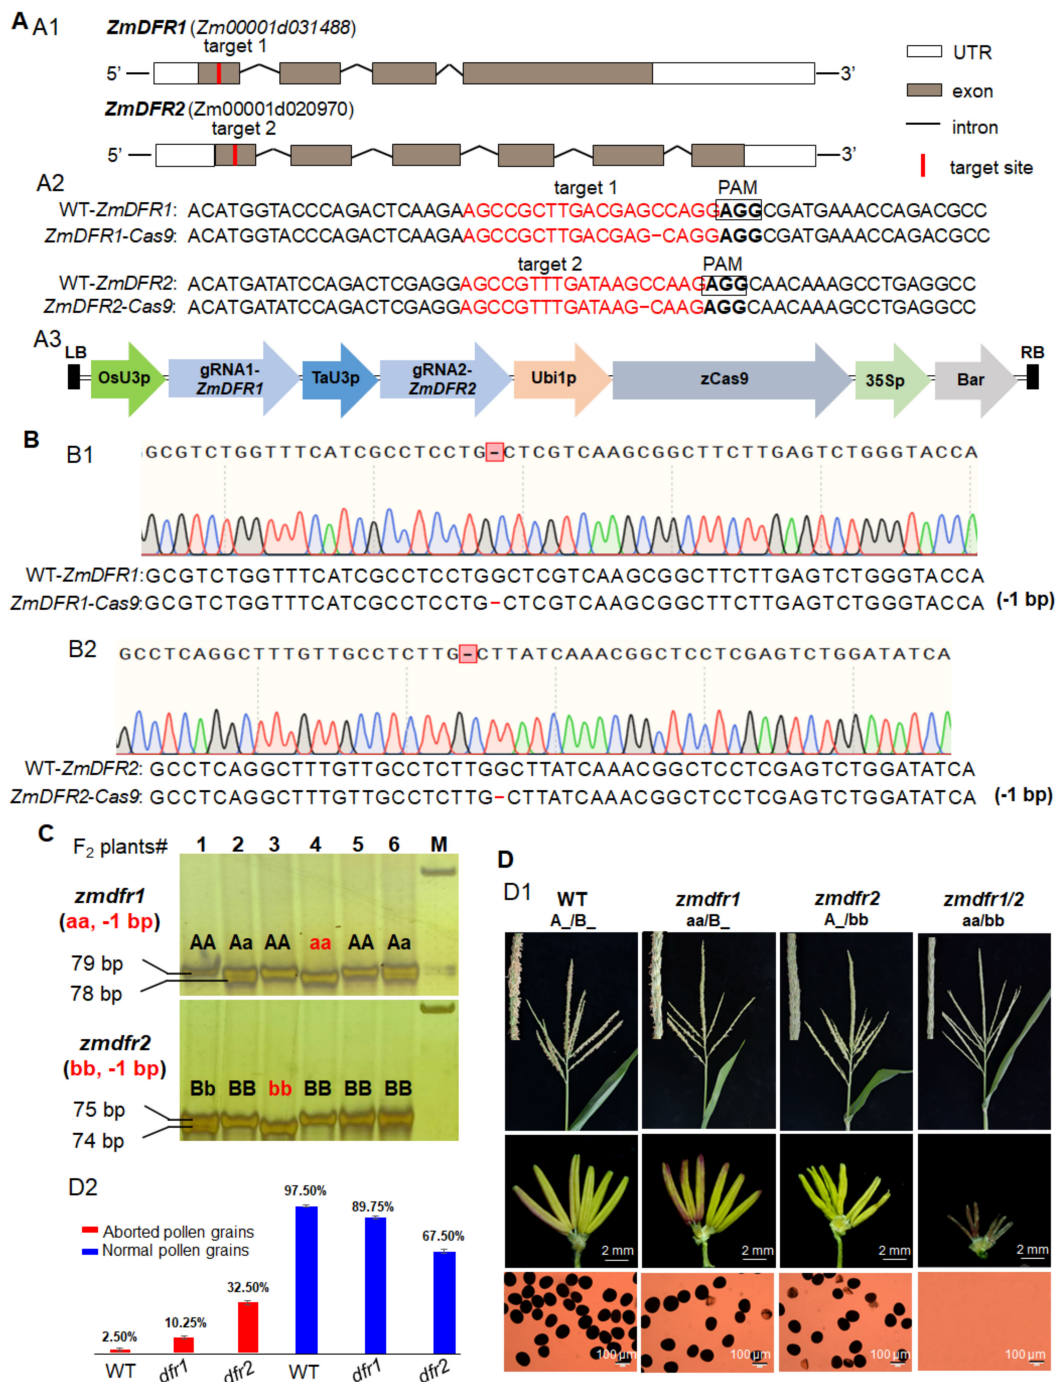 A A1 ZmDFR1 (Zm00001d031488)
target 1
5’ 3’
ZmDFR2 (Zm00001d020970)
target 2
5’ 3’
UTR
exon
intron
target site
A2 target 1 PAM
WT-ZmDFR1: ACATGGTACCCAGACTCAAGAAGCCGCTTGACGAGCCAGGAGGCGATGAAACCAGACGCC
ZmDFR1-Cas9: ACATGGTACCCAGACTCAAGAAGCCGCTTGACGAG-CAGGAGGCGATGAAACCAGACGCC
target 2 PAM
WT-ZmDFR2: ACATGATATCCAGACTCGAGGAGCCGTTTGATAAGCCAAGAGGCAACAAAGCCTGAGGCC
ZmDFR2-Cas9: ACATGATATCCAGACTCGAGGAGCCGTTTGATAAG-CAAGAGGCAACAAAGCCTGAGGCC
A3
LB OsU3p gRNA1-ZmDFR1 TaU3p gRNA2-ZmDFR2 Ubi1p zCas9 35Sp Bar RB
B B1
GCGTCTGGTTTCATCGCCTCCTG-CTCGTCAAGCGGCTTCTTGAGTCTGGGTACCA
WT-ZmDFR1:GCGTCTGGTTTCATCGCCTCCTGGCTCGTCAAGCGGCTTCTTGAGTCTGGGTACCA
ZmDFR1-Cas9:GCGTCTGGTTTCATCGCCTCCTG-CTCGTCAAGCGGCTTCTTGAGTCTGGGTACCA (-1 bp)
B2
GCCTCAGGCTTTGTTGCCTCTTG-CTTATCAAACGGCTCCTCGAGTCTGGATATCA
WT-ZmDFR2: GCCTCAGGCTTTGTTGCCTCTTGGCTTATCAAACGGCTCCTCGAGTCTGGATATCA
ZmDFR2-Cas9: GCCTCAGGCTTTGTTGCCTCTTG-CTTATCAAACGGCTCCTCGAGTCTGGATATCA (-1 bp)
C F2 plants# 1 2 3 4 5 6 M
zmdfr1
(aa, -1 bp)
AA Aa AA aa AA Aa
79 bp
78 bp
zmdfr2
(bb, -1 bp)
Bb BB bb BB BB BB
75 bp
74 bp
D
D1 WT zmdfr1 zmdfr2 zmdfr1/2
A_/B_ aa/B_ A_/bb aa/bb
2 mm 2 mm 2 mm 2 mm
100 µm 100 µm 100 µm 100 µm
D2
Aborted pollen grains
Normal pollen grains
2.50% 10.25% 32.50% 97.50% 89.75% 67.50%
WT dfr1 dfr2 WT dfr1 dfr2